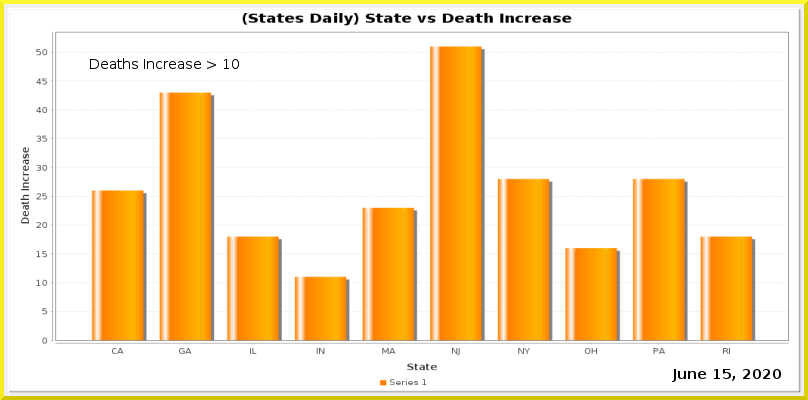 (States Daily) State vs Death Increase
Deaths Increase > 10
Death Increase
50
45
40
35
30
25
20
15
10
5
0
CA GA IL IN MA NJ NY OH PA RI
State
Series 1
June 15, 2020